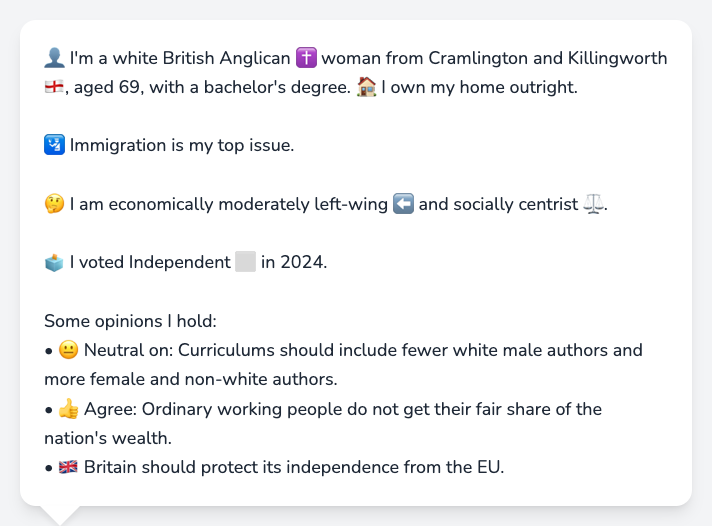 👤 I'm a white British Anglican ✝️ woman from Cramlington and Killingworth
🏴󠁧󠁢󠁥󠁮󠁧󠁿, aged 69, with a bachelor's degree. 🏠 I own my home outright.
🛂 Immigration is my top issue.
🤔 I am economically moderately left-wing ⬅️ and socially centrist ⚖️.
🗳️ I voted Independent ⬜ in 2024.
Some opinions I hold:
• 😐 Neutral on: Curriculums should include fewer white male authors and
more female and non-white authors.
• 👍 Agree: Ordinary working people do not get their fair share of the
nation's wealth.
• 🇬🇧 Britain should protect its independence from the EU.